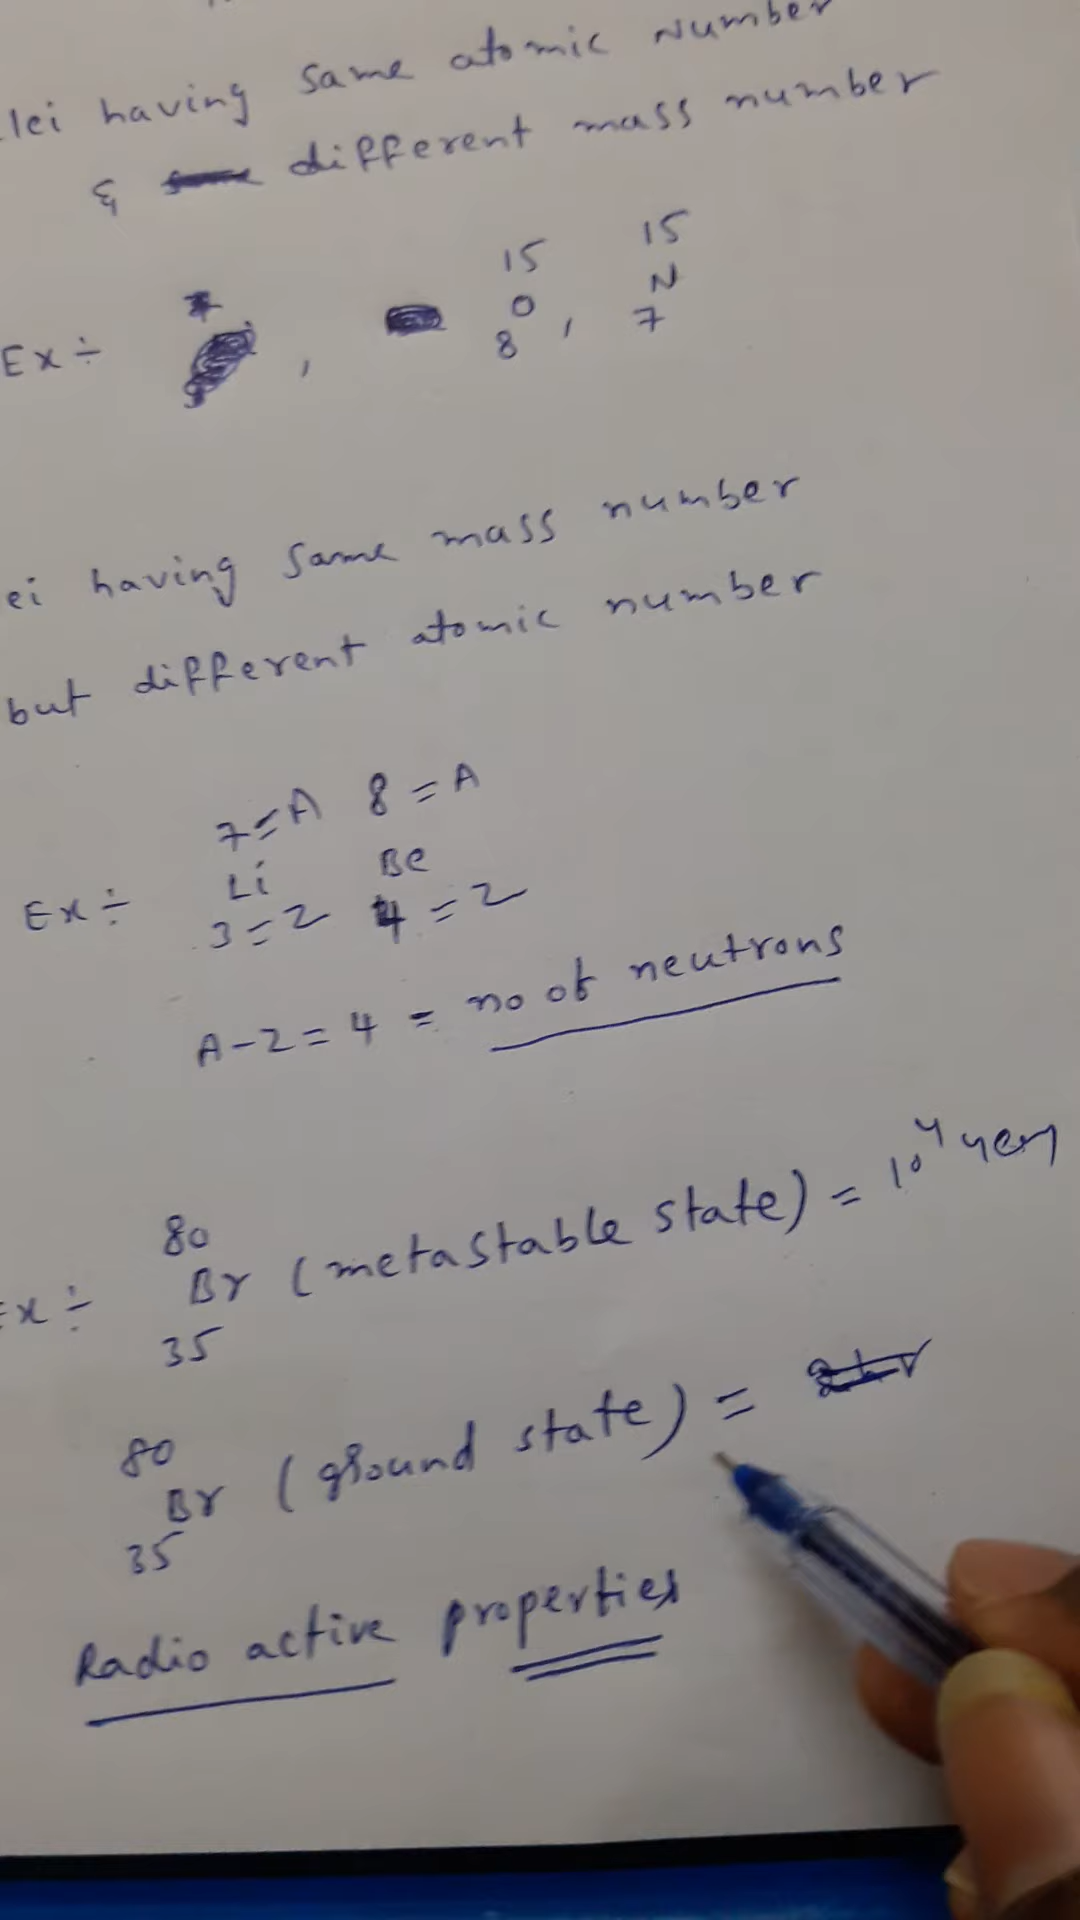 lei having same atomic number
& different mass number
15 15
Ex ÷ , O , N
8 7
ei having same mass number
but different atomic number
7=A 8=A
Ex ÷ Li Be
3=Z 4=Z
A-Z=4 = no of neutrons
80
Ex ÷ Br (metastable state) = 10⁴
35
80
Br (ground state) =
35
Radio active properties